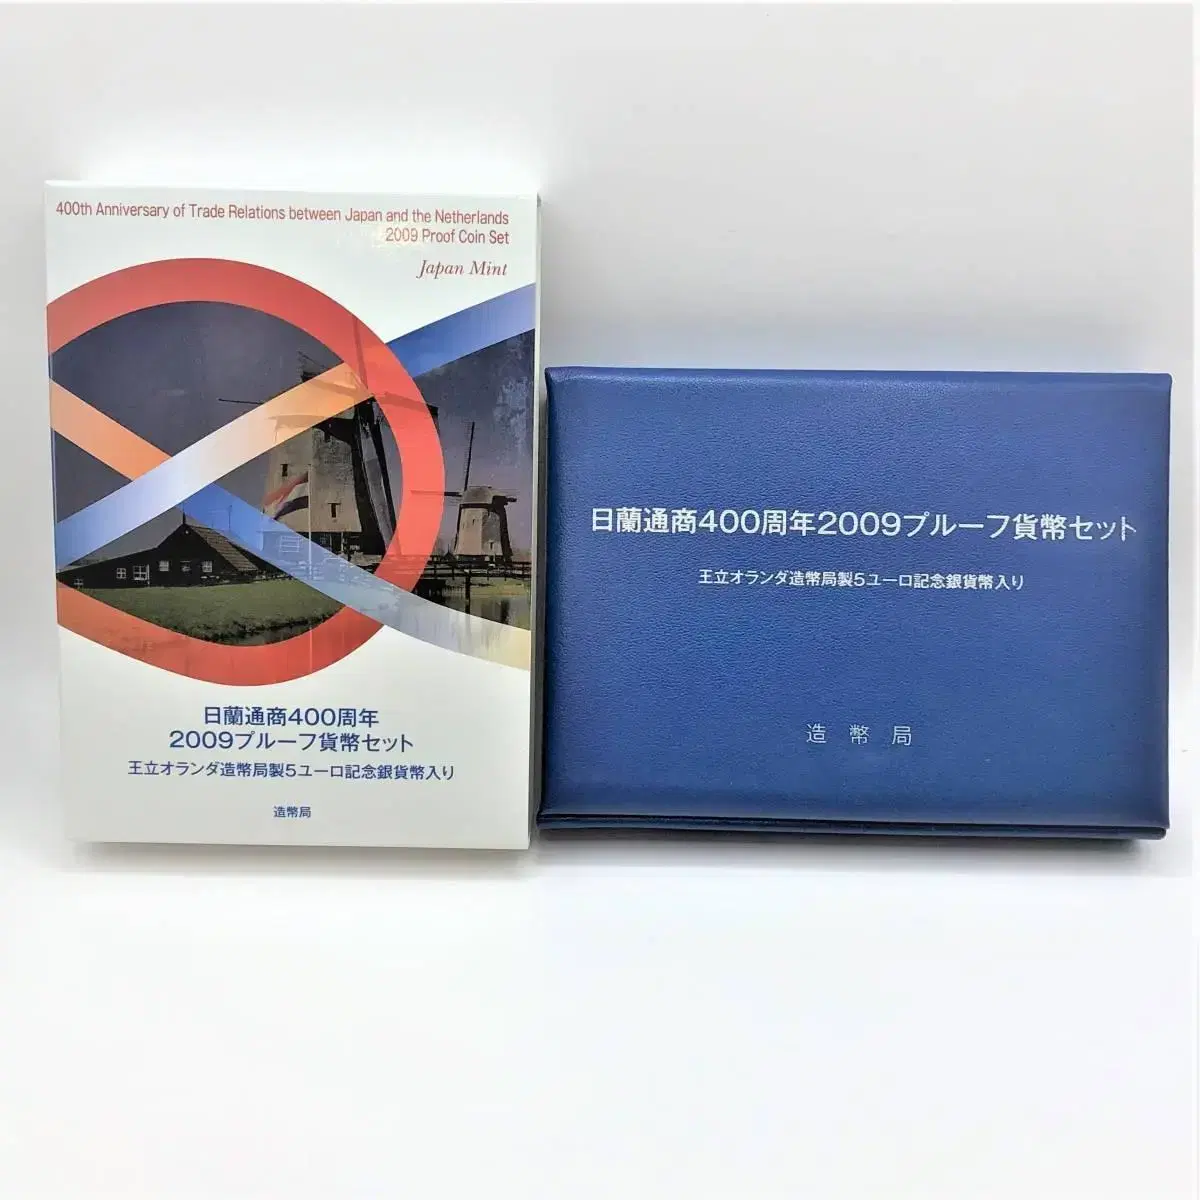 400th Anniversary of Trade Relations between Japan and the Netherlands
2009 Proof Coin Set
Japan Mint
日蘭通商400周年
2009プルーフ貨幣セット
王立オランダ造幣局製5ユーロ記念銀貨幣入り
造幣局
日蘭通商400周年2009プルーフ貨幣セット
王立オランダ造幣局製5ユーロ記念銀貨幣入り
造幣局